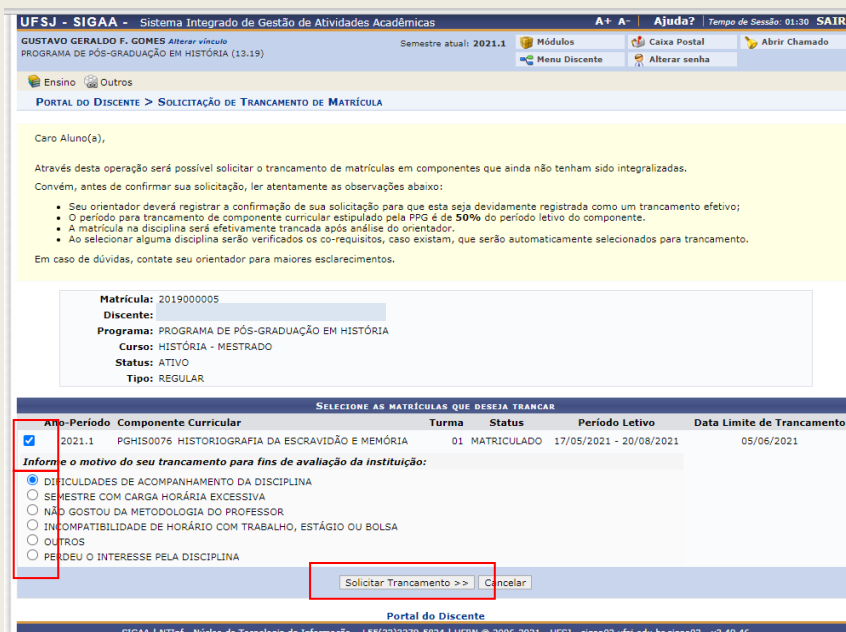 UFSJ - SIGAA - Sistema Integrado de Gestão de Atividades Acadêmicas A+ A- | Ajuda? | Tempo de Sessão: 01:30 SAIR
GUSTAVO GERALDO F. GOMES Alterar vínculo Semestre atual: 2021.1 Módulos Caixa Postal Abrir Chamado
PROGRAMA DE PÓS-GRADUAÇÃO EM HISTÓRIA (13.19) Menu Discente Alterar senha
Ensino Outros
PORTAL DO DISCENTE > SOLICITAÇÃO DE TRANCAMENTO DE MATRÍCULA
Caro Aluno(a),
Através desta operação será possível solicitar o trancamento de matrículas em componentes que ainda não tenham sido integralizadas.
Convém, antes de confirmar sua solicitação, ler atentamente as observações abaixo:
Seu orientador deverá registrar a confirmação de sua solicitação para que esta seja devidamente registrada como um trancamento efetivo;
O período para trancamento de componente curricular estipulado pela PPG é de 50% do período letivo do componente.
A matrícula na disciplina será efetivamente trancada após análise do orientador.
Ao selecionar alguma disciplina serão verificados os co-requisitos, caso existam, que serão automaticamente selecionados para trancamento.
Em caso de dúvidas, contate seu orientador para maiores esclarecimentos.
Matrícula: 2019000005
Discente:
Programa: PROGRAMA DE PÓS-GRADUAÇÃO EM HISTÓRIA
Curso: HISTÓRIA - MESTRADO
Status: ATIVO
Tipo: REGULAR
SELECIONE AS MATRÍCULAS QUE DESEJA TRANCAR
Ano-Período Componente Curricular Turma Status Período Letivo Data Limite de Trancamento
2021.1 PGHIS0076 HISTORIOGRAFIA DA ESCRAVIDÃO E MEMÓRIA 01 MATRICULADO 17/05/2021 - 20/08/2021 05/06/2021
Informe o motivo do seu trancamento para fins de avaliação da instituição:
DIFICULDADES DE ACOMPANHAMENTO DA DISCIPLINA
SEMESTRE COM CARGA HORÁRIA EXCESSIVA
NÃO GOSTOU DA METODOLOGIA DO PROFESSOR
INCOMPATIBILIDADE DE HORÁRIO COM TRABALHO, ESTÁGIO OU BOLSA
OUTROS
PERDEU O INTERESSE PELA DISCIPLINA
Solicitar Trancamento >> Cancelar
Portal do Discente
SIGAA | NTInf - Núcleo de Tecnologia da Informação